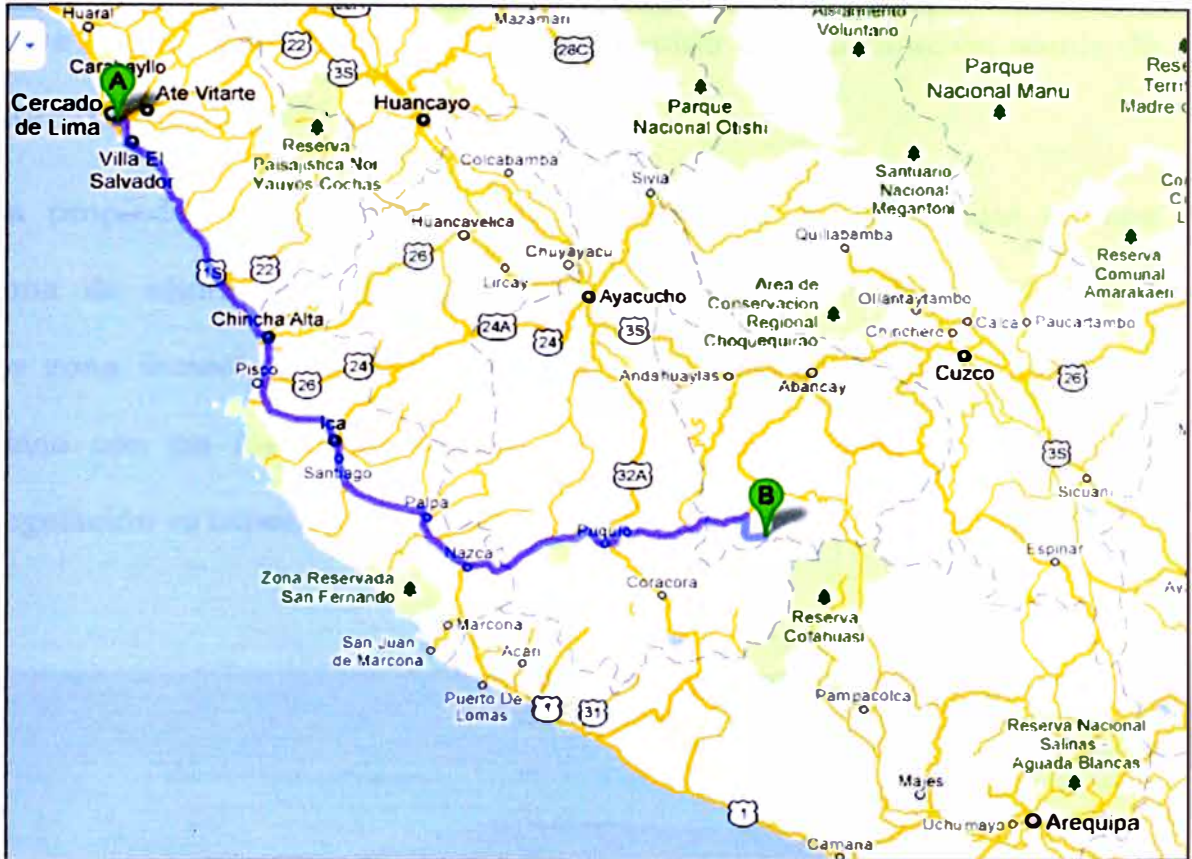 Huaral
Mazamari
Voluntario
22
3S
28C
Parque
Nacional Manu
Ate Vitarte
A
Cercado
de Lima
Huancayo
Parque
Nacional Otishi
Reserva
Paisajistica Nor
Yauyos Cochas
Villa El
Salvador
Colcabamba
Sivia
Santuario
Nacional
Megantoni
Huancavelica
Quillabamba
Reserva
Comunal
Amarakaeri
1S
22
26
Chuyayacu
Lircay
Ayacucho
Area de
Conservacion
Regional
Choquequirao
Ollantaytambo
Chinchero
Calca
Paucartambo
Chincha Alta
24A
24
3S
Cuzco
Pisco
26
24
Andahuaylas
Abancay
26
Ica
Santiago
3S
Sicuani
32A
B
Palpa
Puquio
Nazca
Espinar
Zona Reservada
San Fernando
Coracora
Reserva
Cotahuasi
Marcona
San Juan
de Marcona
Acari
Puerto De
Lomas
1
31
Pampacolca
Reserva Nacional
Salinas
Aguada Blancas
Majes
1
Uchumayo
Arequipa
Camana